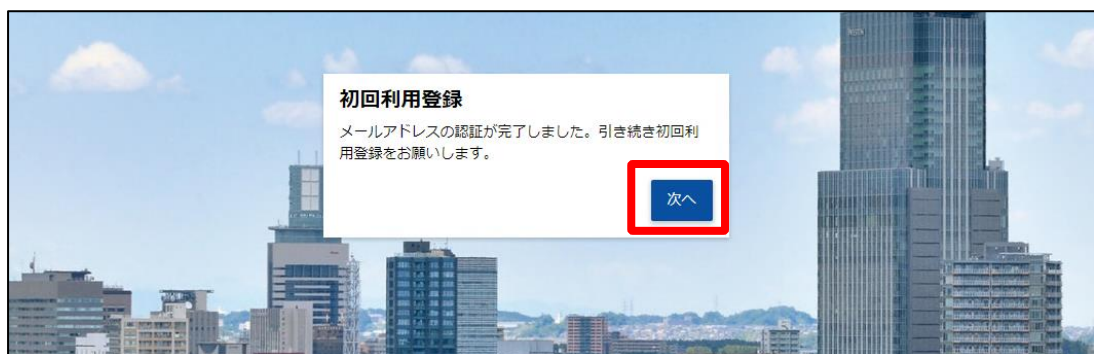 初回利用登録
メールアドレスの認証が完了しました。引き続き初回利
用登録をお願いします。
次へ